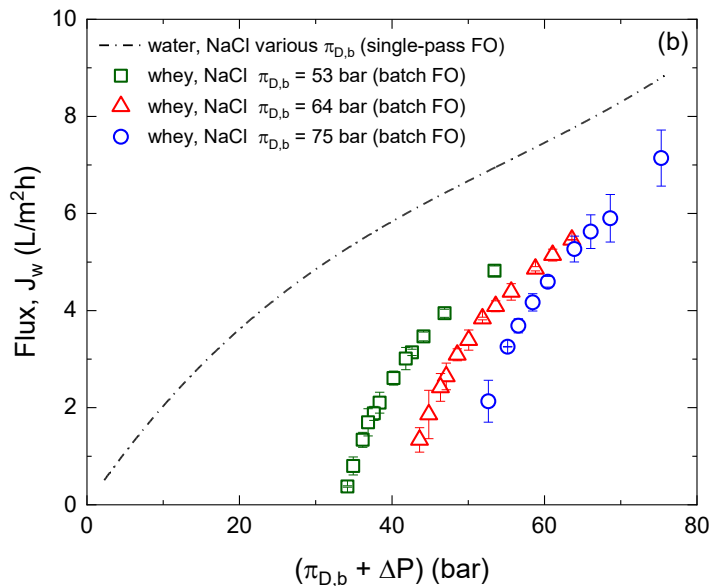 (b)
water, NaCl various π_D,b (single-pass FO)
whey, NaCl π_D,b = 53 bar (batch FO)
whey, NaCl π_D,b = 64 bar (batch FO)
whey, NaCl π_D,b = 75 bar (batch FO)
Flux, J_w (L/m²h)
10
8
6
4
2
0
0 20 40 60 80
(π_D,b + ΔP) (bar)